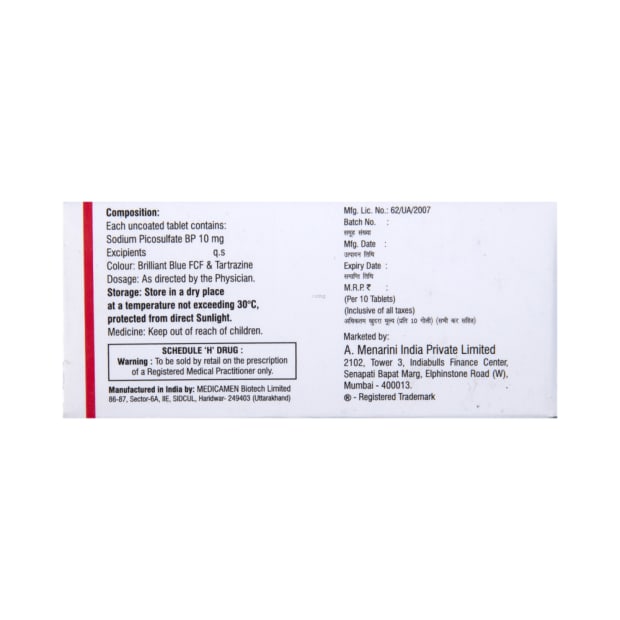 Composition:
Each uncoated tablet contains:
Sodium Picosulfate BP 10 mg
Excipients q.s
Colour: Brilliant Blue FCF & Tartrazine
Dosage: As directed by the Physician.
Storage: Store in a dry place
at a temperature not exceeding 30°C,
protected from direct Sunlight.
Medicine: Keep out of reach of children.
SCHEDULE 'H' DRUG :
Warning : To be sold by retail on the prescription
of a Registered Medical Practitioner only.
Manufactured in India by: MEDICAMEN Biotech Limited
86-87, Sector-6A, IIE, SIDCUL, Haridwar- 249403 (Uttarakhand)
Mfg. Lic. No.: 62/UA/2007
Batch No. :
समूह संख्या
Mfg. Date :
उत्पादन तिथि
Expiry Date :
समाप्ति तिथि
M.R.P. ₹ :
(Per 10 Tablets)
(Inclusive of all taxes)
अधिकतम खुदरा मूल्य (प्रति 10 गोली) (सभी कर सहित)
Marketed by:
A. Menarini India Private Limited
2102, Tower 3, Indiabulls Finance Center,
Senapati Bapat Marg, Elphinstone Road (W),
Mumbai - 400013.
® - Registered Trademark